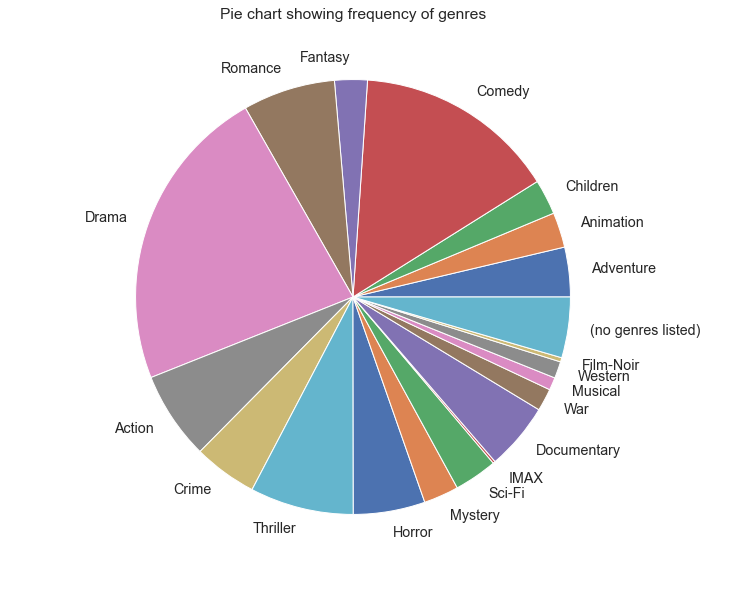 Pie chart showing frequency of genres
Fantasy
Romance
Comedy
Children
Drama
Animation
Adventure
(no genres listed)
Film-Noir
Western
Musical
War
Action
Documentary
IMAX
Crime
Sci-Fi
Mystery
Thriller
Horror